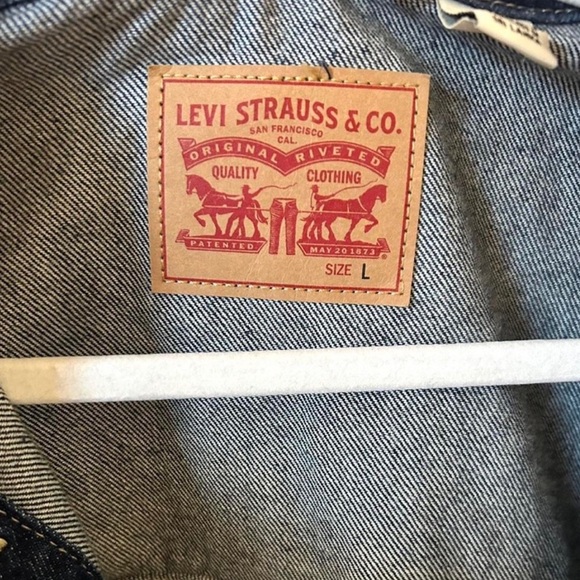 LEVI STRAUSS & CO.
SAN FRANCISCO
CAL.
ORIGINAL RIVETED
QUALITY CLOTHING
PATENTED MAY 20 1873
®
SIZE L